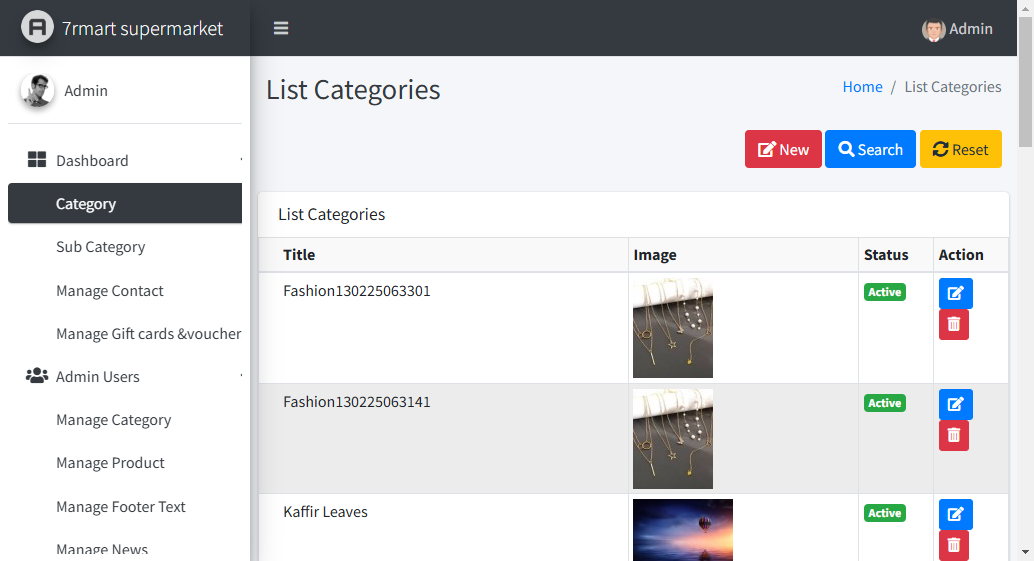 7rmart supermarket
Admin
Admin
List Categories
Home / List Categories
New Search Reset
Dashboard
Category
Sub Category
Manage Contact
Manage Gift cards &voucher
Admin Users
Manage Category
Manage Product
Manage Footer Text
Manage News
List Categories
Title Image Status Action
Fashion130225063301 Active
Fashion130225063141 Active
Kaffir Leaves Active